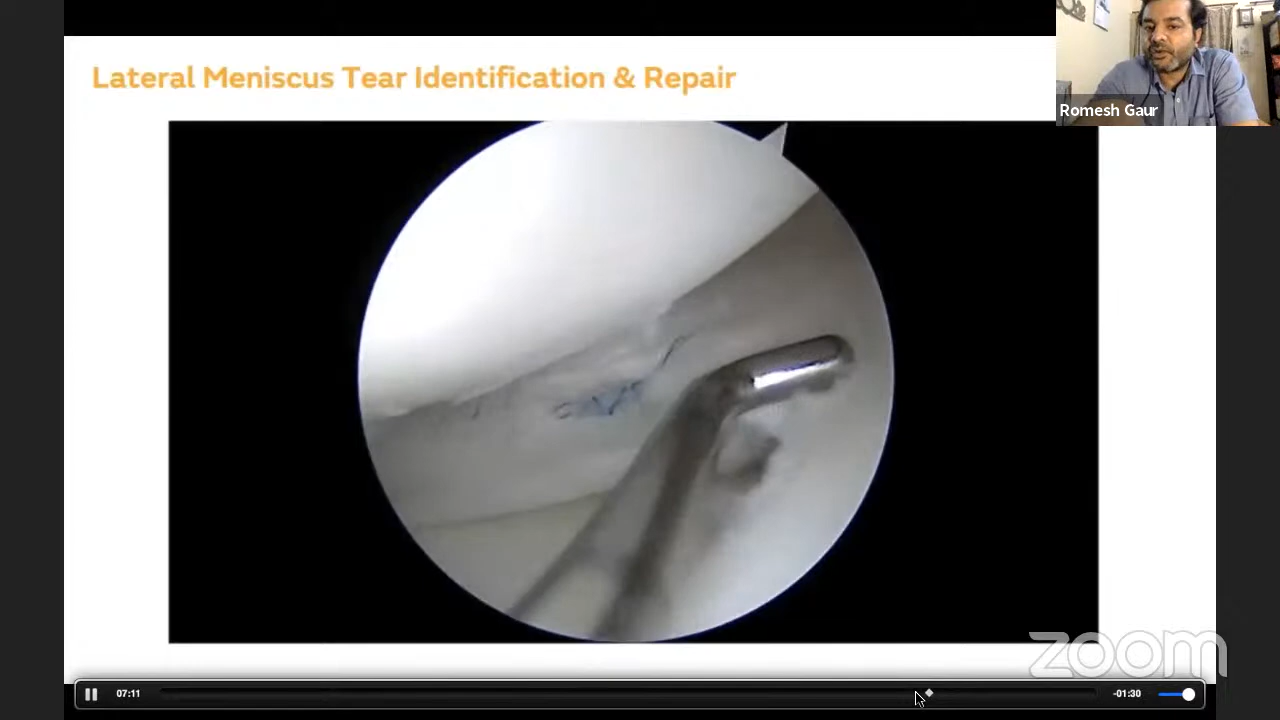 Lateral Meniscus Tear Identification & Repair
Romesh Gaur
zoom
07:11
-01:30